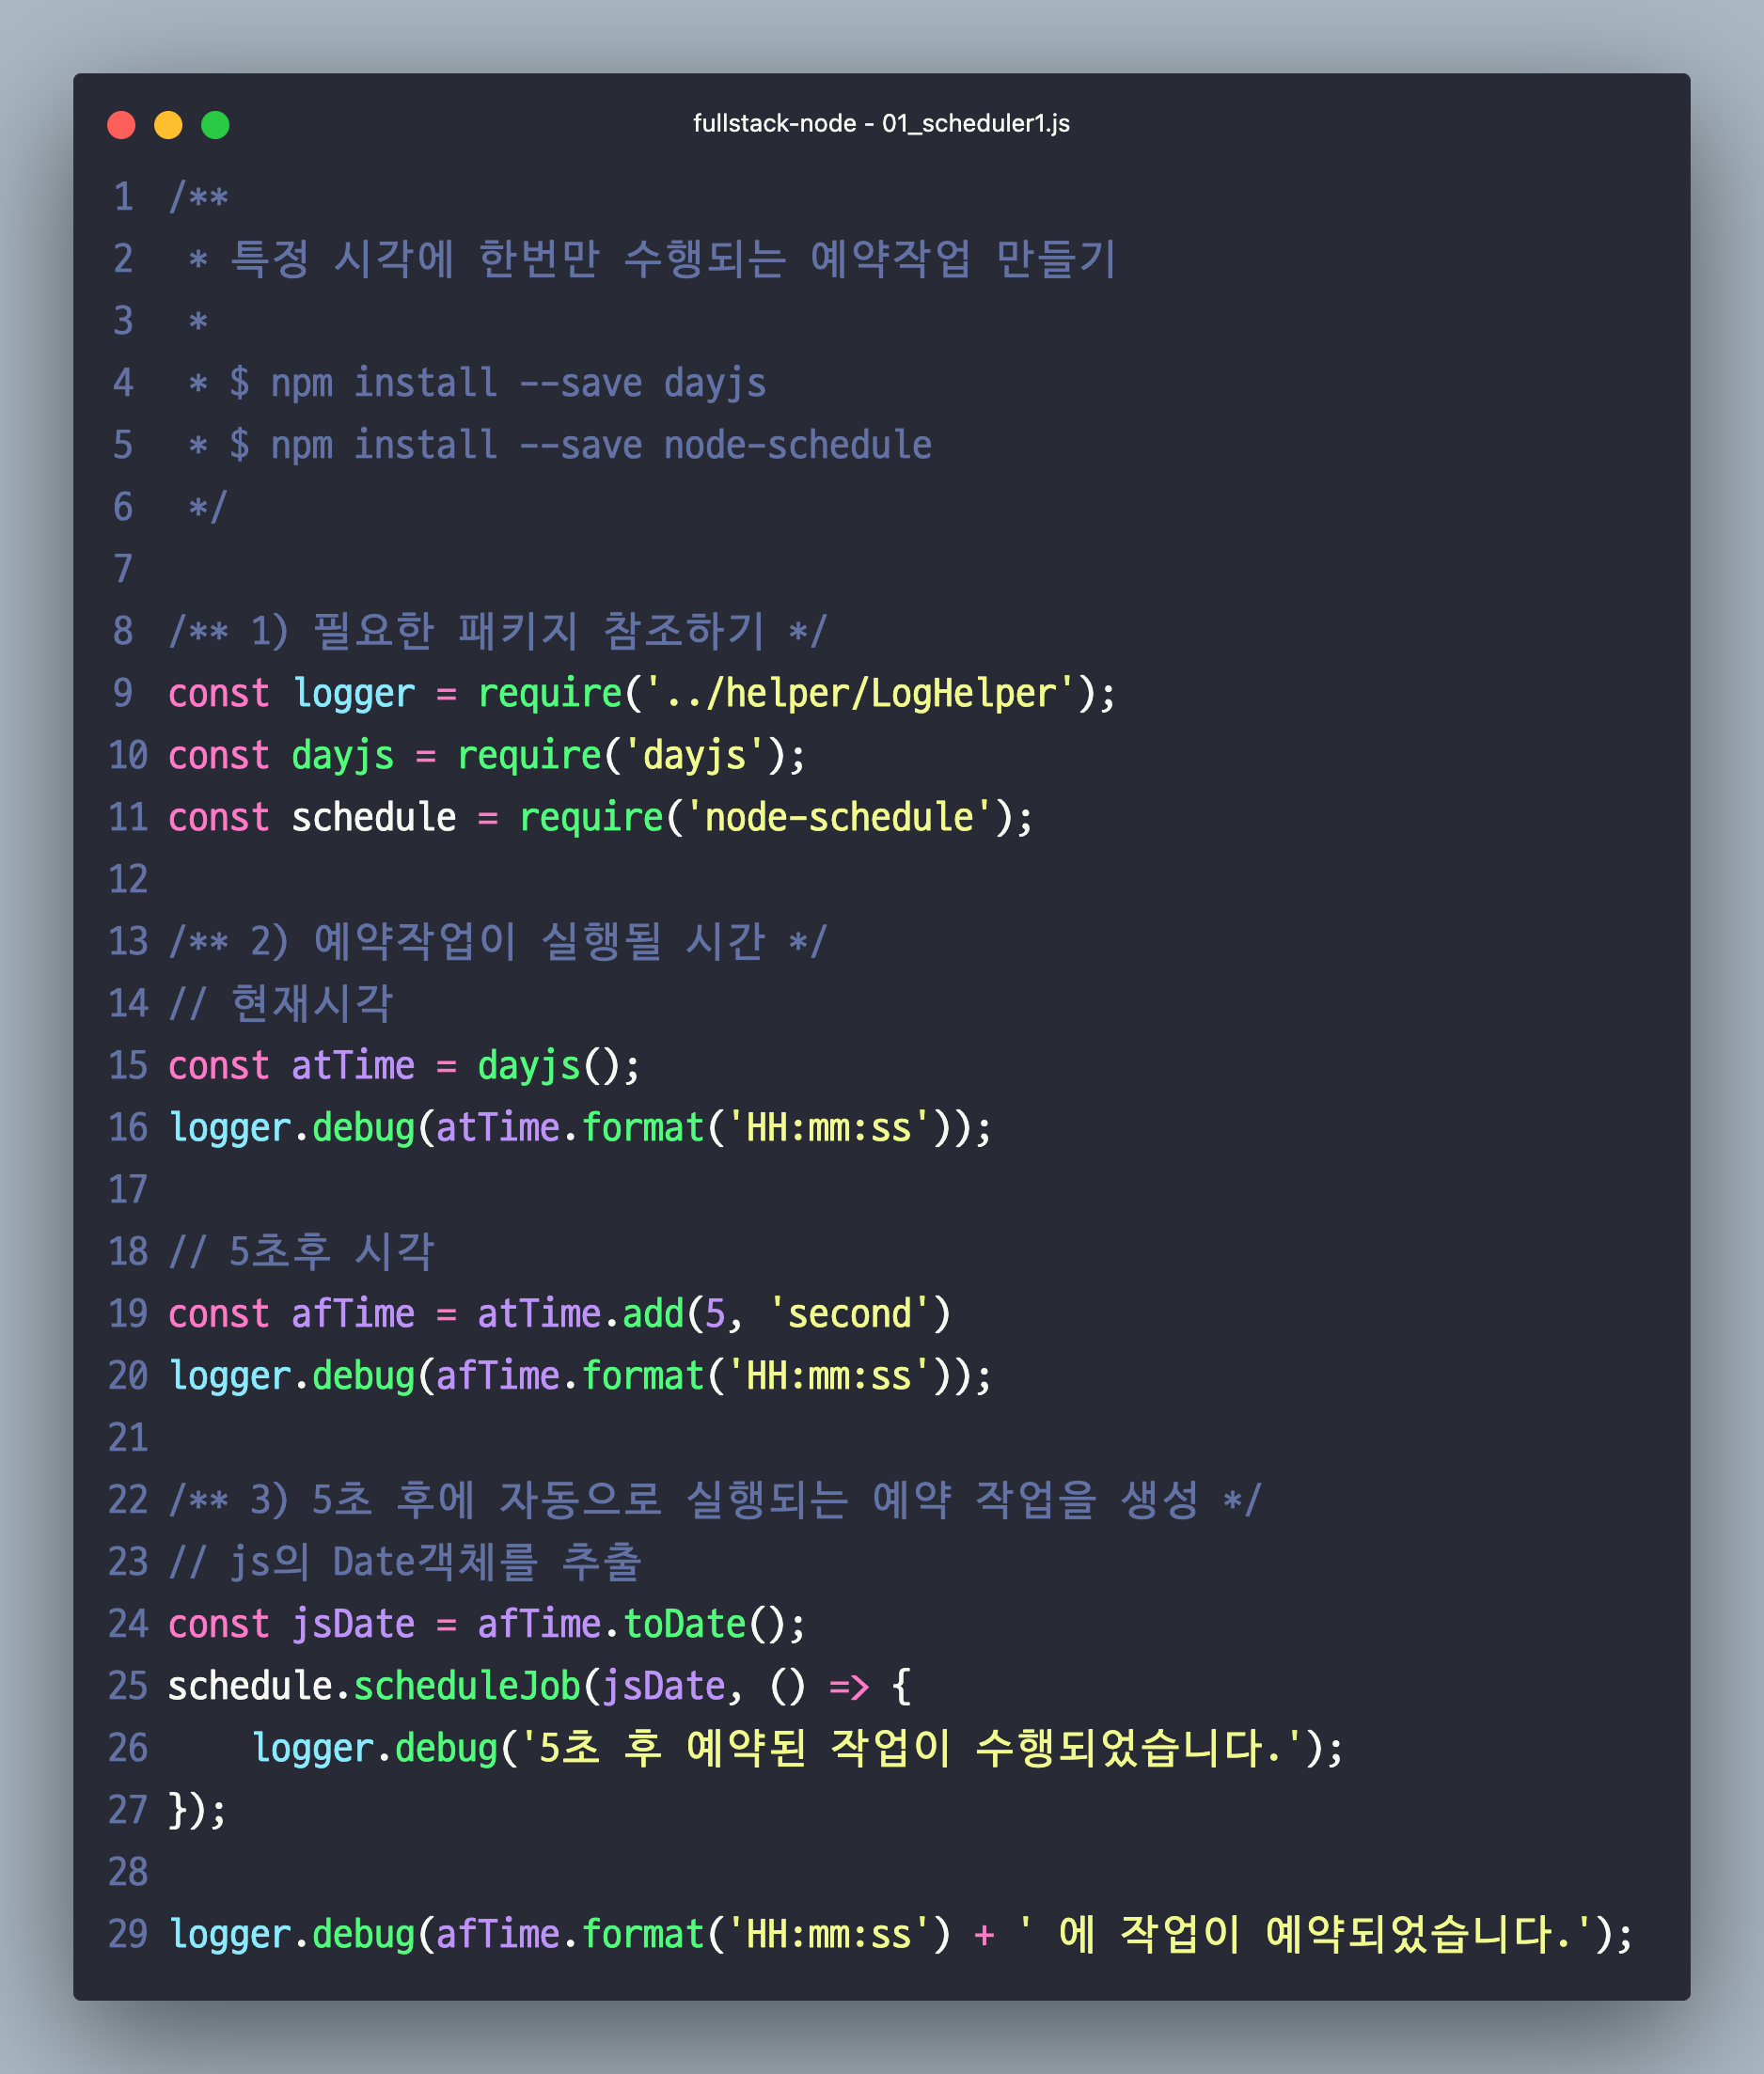 fullstack-node - 01_scheduler1.js
1 /**
2  * 특정 시각에 한번만 수행되는 예약작업 만들기
3  *
4  * $ npm install --save dayjs
5  * $ npm install --save node-schedule
6  */
7
8 /** 1) 필요한 패키지 참조하기 */
9 const logger = require('../helper/LogHelper');
10 const dayjs = require('dayjs');
11 const schedule = require('node-schedule');
12
13 /** 2) 예약작업이 실행될 시간 */
14 // 현재시각
15 const atTime = dayjs();
16 logger.debug(atTime.format('HH:mm:ss'));
17
18 // 5초후 시각
19 const afTime = atTime.add(5, 'second')
20 logger.debug(afTime.format('HH:mm:ss'));
21
22 /** 3) 5초 후에 자동으로 실행되는 예약 작업을 생성 */
23 // js의 Date객체를 추출
24 const jsDate = afTime.toDate();
25 schedule.scheduleJob(jsDate, () => {
26     logger.debug('5초 후 예약된 작업이 수행되었습니다.');
27 });
28
29 logger.debug(afTime.format('HH:mm:ss') + ' 에 작업이 예약되었습니다.');